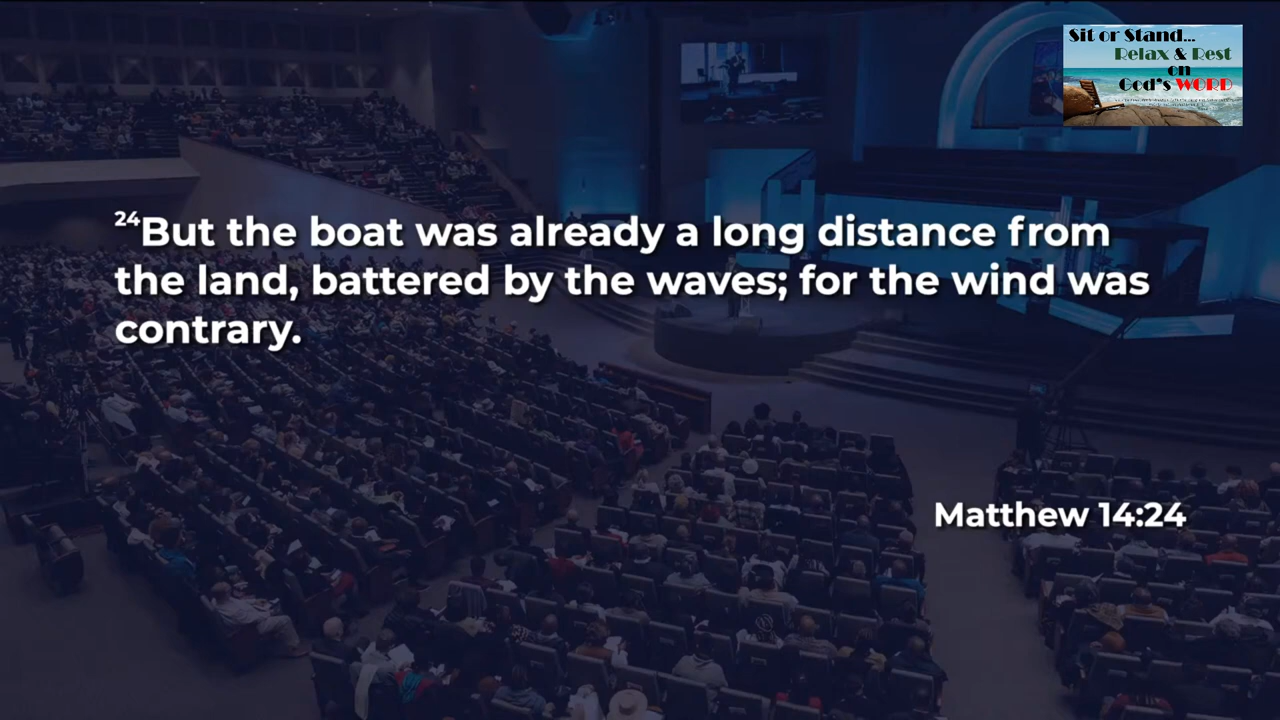 Sit or Stand...
Relax & Rest
on
God's WORD
24But the boat was already a long distance from
the land, battered by the waves; for the wind was
contrary.
Matthew 14:24